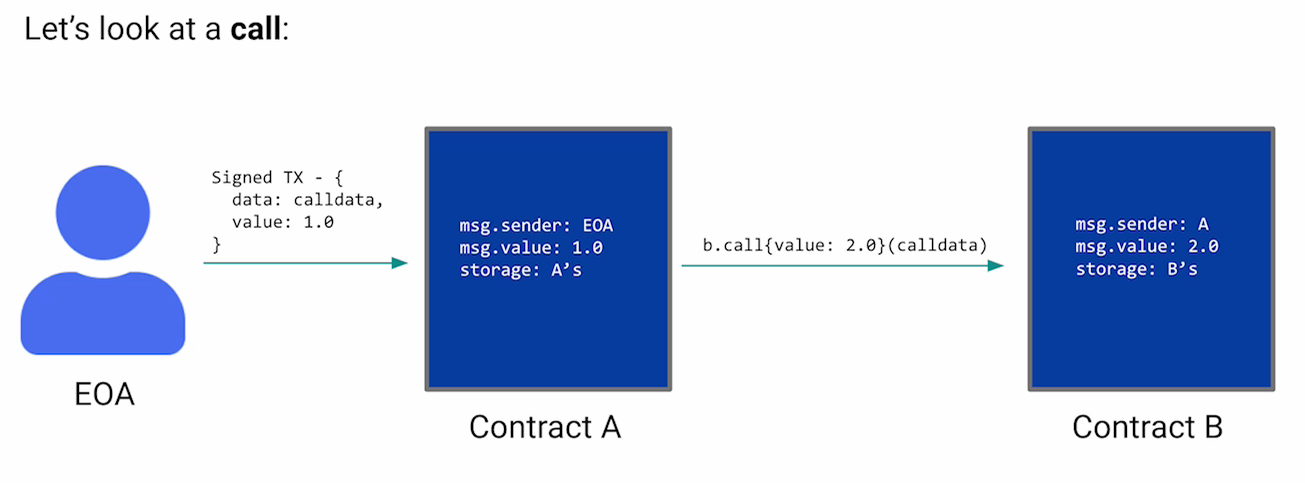 Let’s look at a call:
Signed TX - {
data: calldata,
value: 1.0
}
EOA
msg.sender: EOA
msg.value: 1.0
storage: A’s
Contract A
b.call{value: 2.0}(calldata)
msg.sender: A
msg.value: 2.0
storage: B’s
Contract B